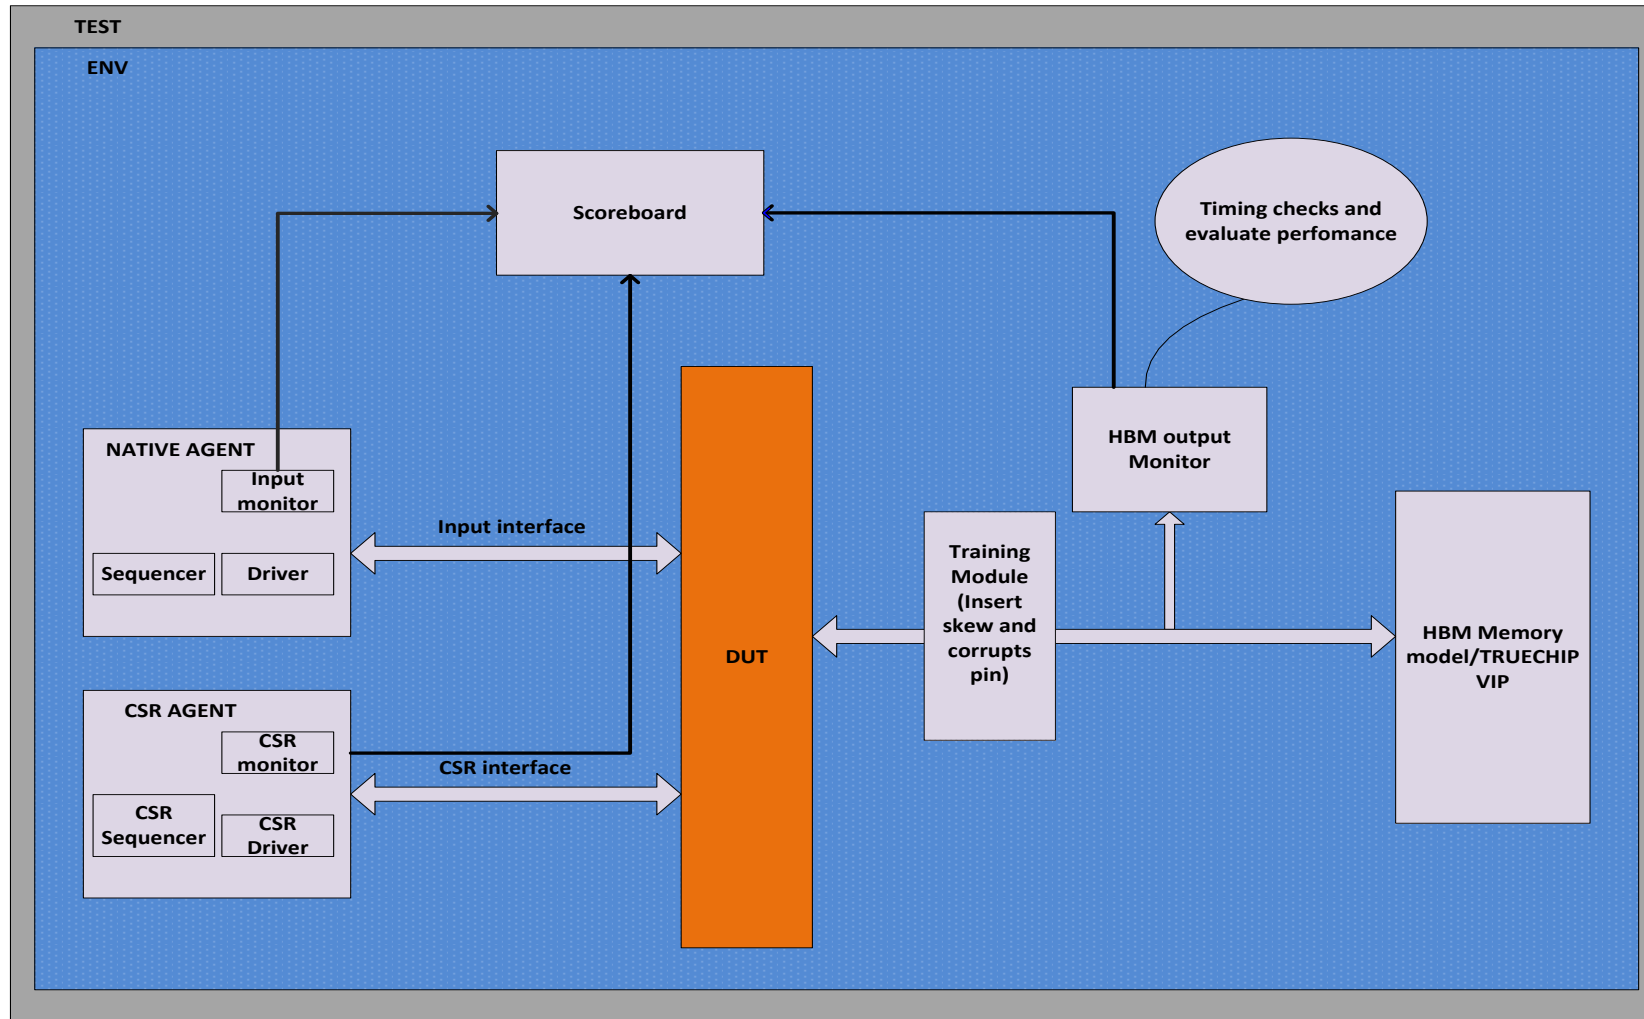 TEST
ENV
Scoreboard
Timing checks and
evaluate perfomance
NATIVE AGENT
Input
monitor
Sequencer
Driver
Input interface
HBM output
Monitor
Training
Module
(Insert
skew and
corrupts
pin)
DUT
HBM Memory
model/TRUECHIP
VIP
CSR AGENT
CSR
monitor
CSR
Sequencer
CSR
Driver
CSR interface